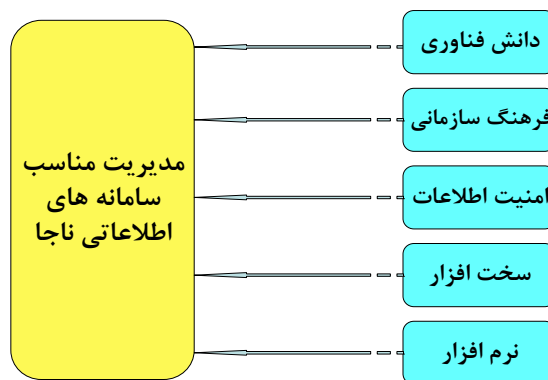 دانش فناوری
فرهنگ سازمانی
امنیت اطلاعات
سخت افزار
نرم افزار
مدیریت مناسب
سامانه های
اطلاعاتی ناجا